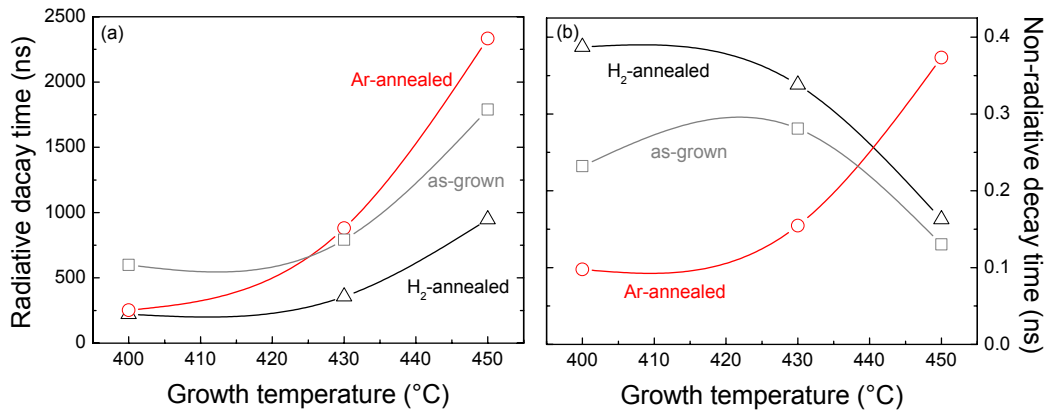 (a)
2500
2000
1500
1000
500
0
Radiative dacay time (ns)
Ar-annealed
as-grown
H2-annealed
400 410 420 430 440 450
Growth temperature (°C)
(b)
H2-annealed
as-grown
Ar-annealed
0.4
0.3
0.2
0.1
0.0
Non-radiative decay time (ns)
400 410 420 430 440 450
Growth temperature (°C)